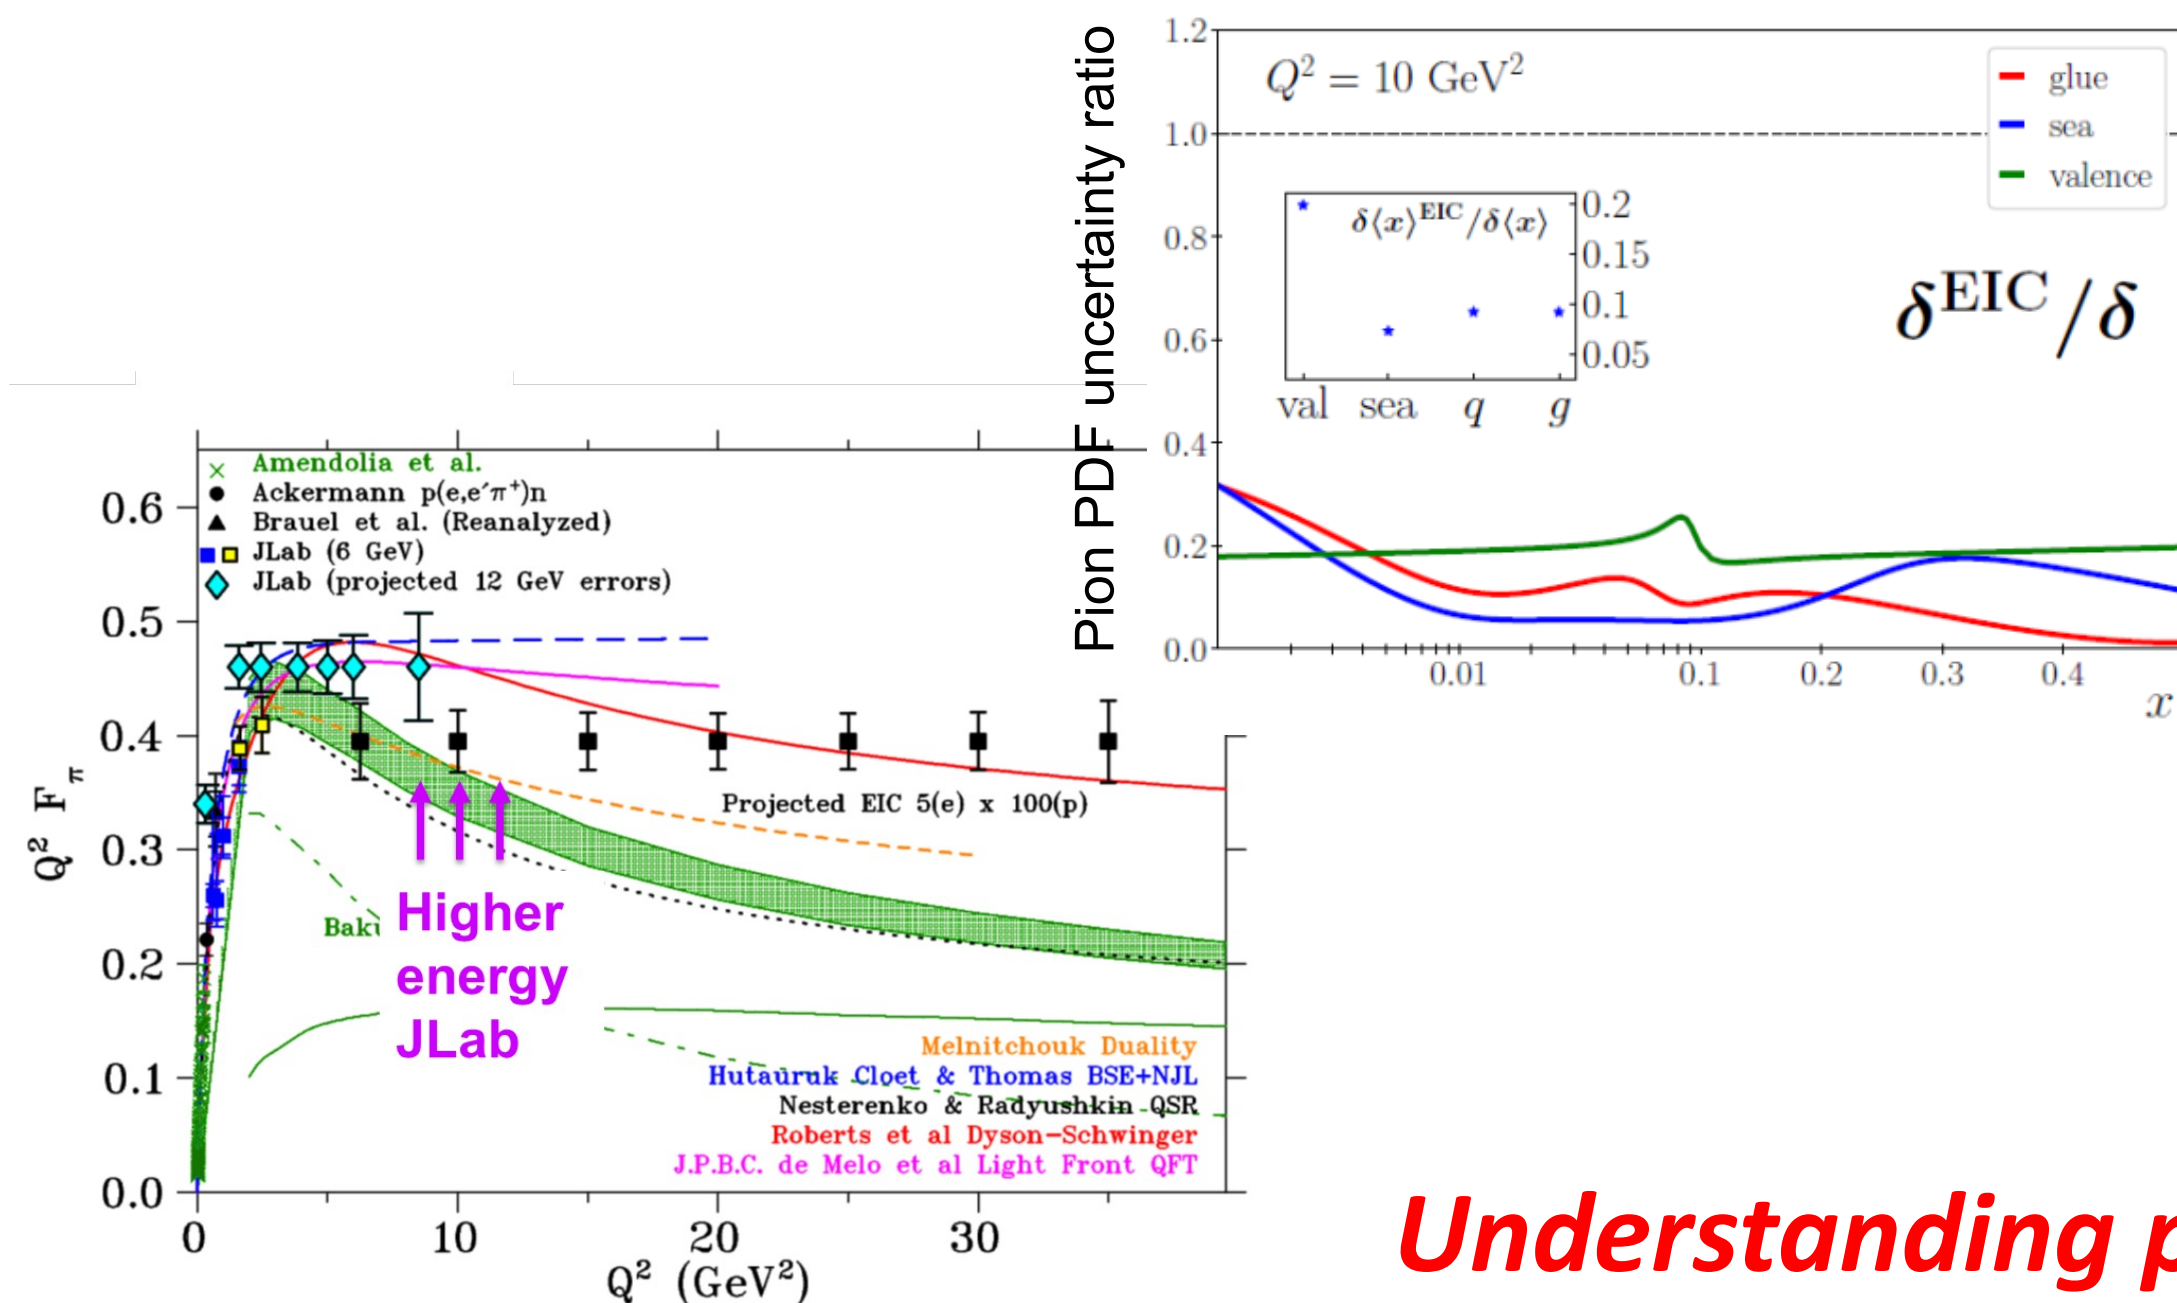 Amendolia et al.
Ackermann p(e,e′π⁺)n
Brauel et al. (Reanalyzed)
JLab (6 GeV)
JLab (projected 12 GeV errors)
0.6
0.5
0.4
0.3
0.2
0.1
0.0
Q² F_π
Projected EIC 5(e) x 100(p)
Higher
energy
JLab
Melnitchouk Duality
Hutauruk Cloet & Thomas BSE+NJL
Nesterenko & Radyushkin QSR
Roberts et al Dyson−Schwinger
J.P.B.C. de Melo et al Light Front QFT
0 10 20 30
Q² (GeV²)
Pion PDF uncertainty ratio
1.2
1.0
0.8
0.6
0.4
0.2
0.0
Q² = 10 GeV²
glue
sea
valence
δ⟨x⟩^EIC/δ⟨x⟩
0.2
0.15
0.1
0.05
val sea q g
δ^EIC/δ
0.01 0.1 0.2 0.3 0.4
x
Understanding p